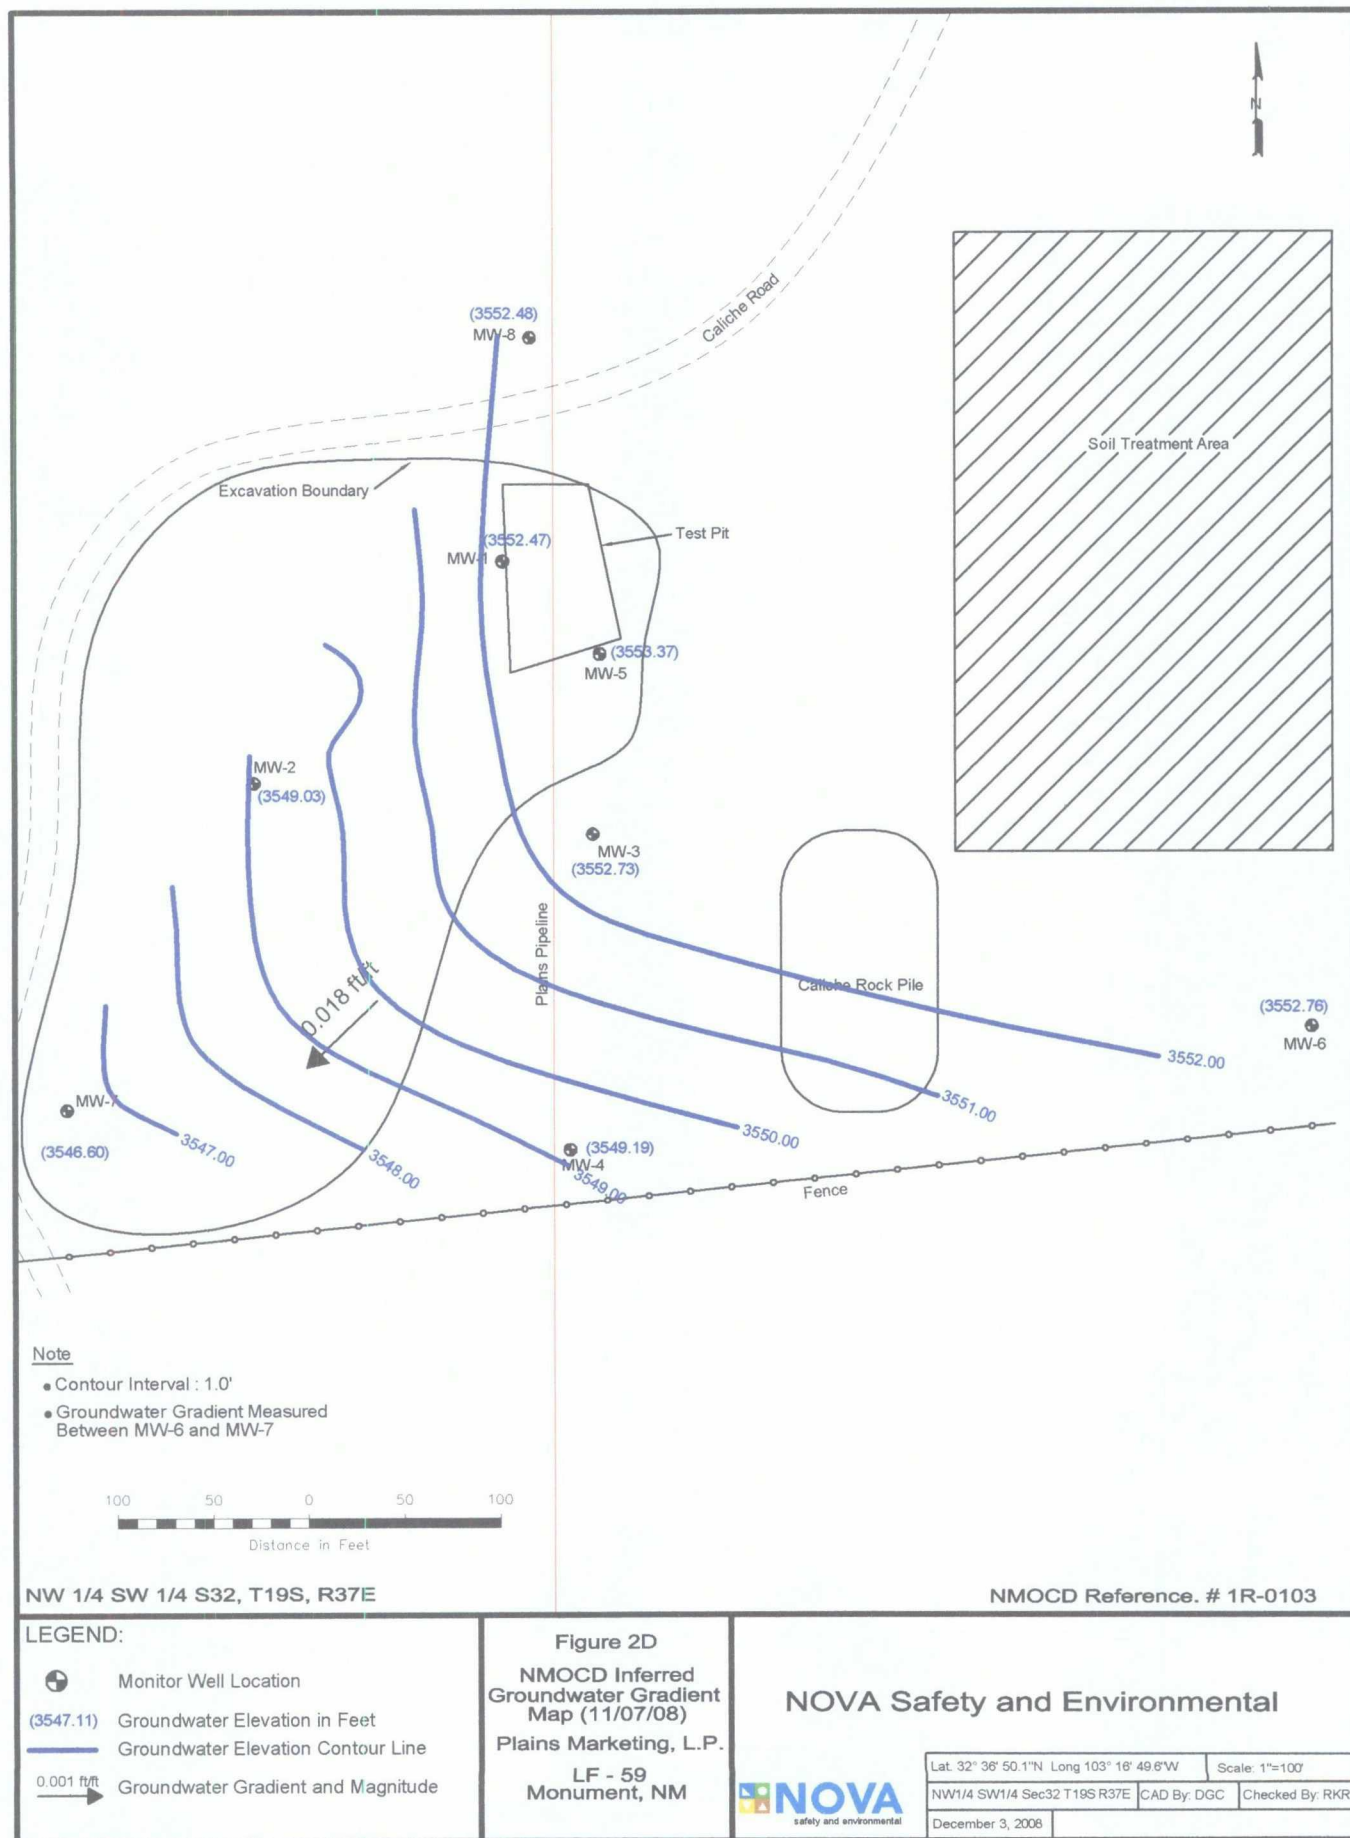 N
Caliche Road
(3552.48)
MW-8
Soil Treatment Area
Excavation Boundary
Test Pit
(3552.47)
MW-1
(3553.37)
MW-5
MW-2
(3549.03)
MW-3
(3552.73)
Plains Pipeline
0.018 ft/ft
Caliche Rock Pile
(3552.76)
MW-6
3552.00
3551.00
3550.00
MW-7
(3546.60)
3547.00
3548.00
(3549.19)
MW-4
3549.00
Fence
Note
• Contour Interval : 1.0'
• Groundwater Gradient Measured
Between MW-6 and MW-7
100 50 0 50 100
Distance in Feet
NW 1/4 SW 1/4 S32, T19S, R37E
NMOCD Reference. # 1R-0103
LEGEND:
Monitor Well Location
(3547.11) Groundwater Elevation in Feet
Groundwater Elevation Contour Line
0.001 ft/ft Groundwater Gradient and Magnitude
Figure 2D
NMOCD Inferred
Groundwater Gradient
Map (11/07/08)
Plains Marketing, L.P.
LF - 59
Monument, NM
NOVA Safety and Environmental
NOVA
safety and environmental
Lat. 32° 36' 50.1"N Long 103° 16' 49.6"W
Scale: 1"=100'
NW1/4 SW1/4 Sec32 T19S R37E
CAD By: DGC
Checked By: RKR
December 3, 2008